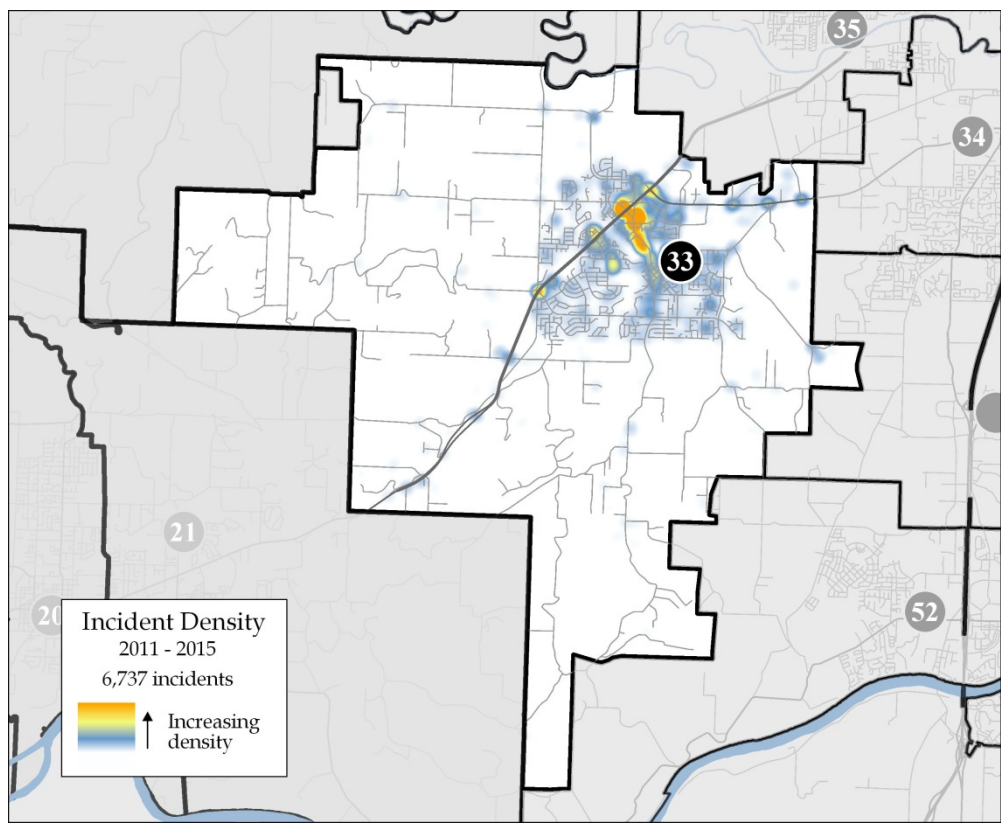 35
34
33
21
20
52
Incident Density
2011 - 2015
6,737 incidents
Increasing
density